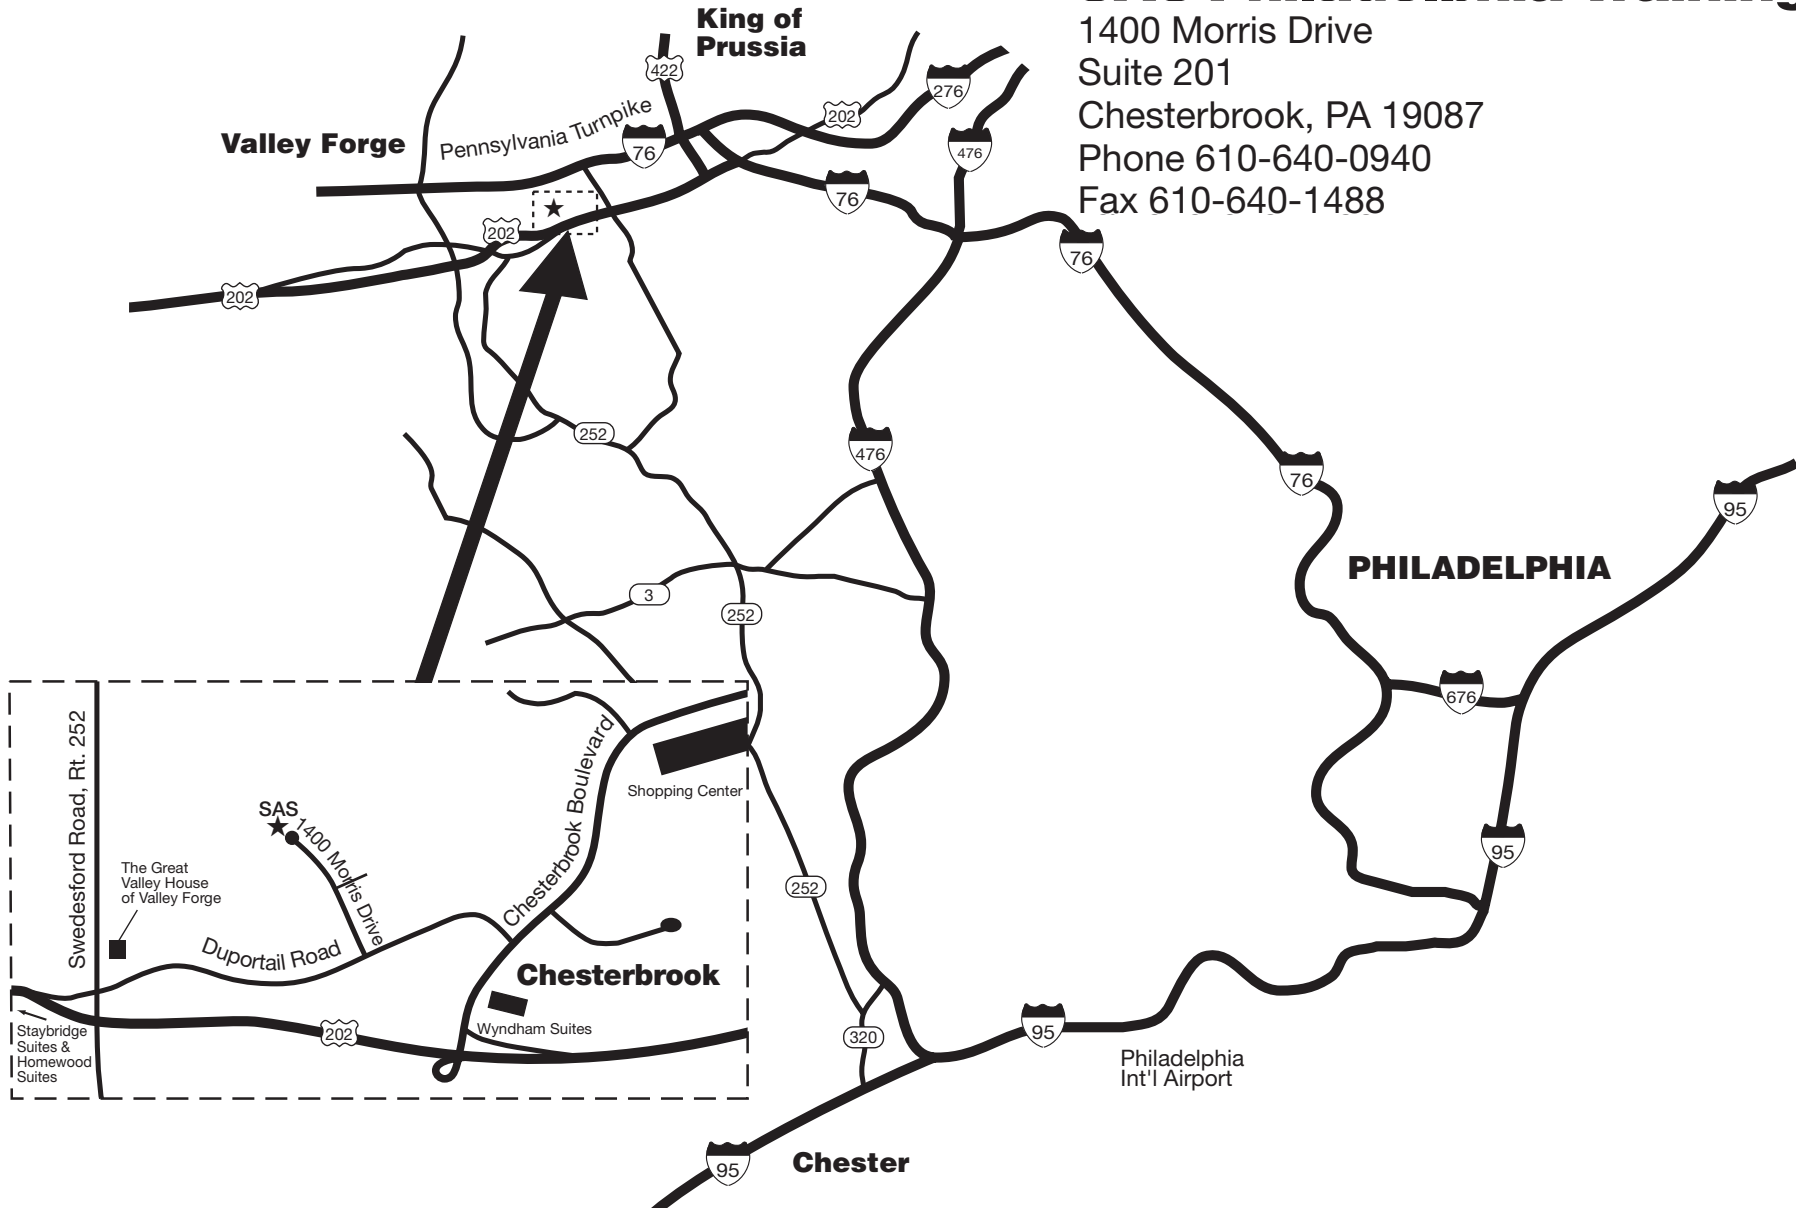 King of
Prussia
1400 Morris Drive
Suite 201
Chesterbrook, PA 19087
Phone 610-640-0940
Fax 610-640-1488
422
276
202
Pennsylvania Turnpike
Valley Forge
76
476
76
202
76
202
252
476
76
95
PHILADELPHIA
3
252
676
95
252
320
95
Philadelphia
Int'l Airport
95
Chester
Swedesford Road, Rt. 252
Chesterbrook Boulevard
Shopping Center
SAS
1400 Morris Drive
The Great
Valley House
of Valley Forge
Duportail Road
Chesterbrook
Wyndham Suites
202
Staybridge
Suites &
Homewood
Suites